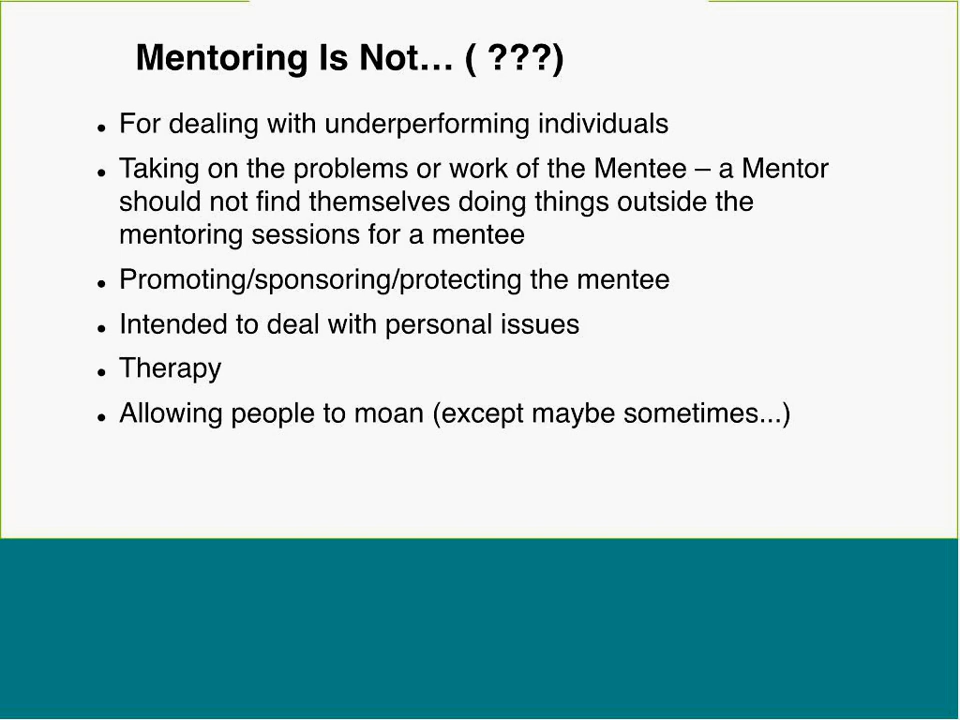 Mentoring Is Not… ( ???)
• For dealing with underperforming individuals
• Taking on the problems or work of the Mentee – a Mentor
should not find themselves doing things outside the
mentoring sessions for a mentee
• Promoting/sponsoring/protecting the mentee
• Intended to deal with personal issues
• Therapy
• Allowing people to moan (except maybe sometimes...)